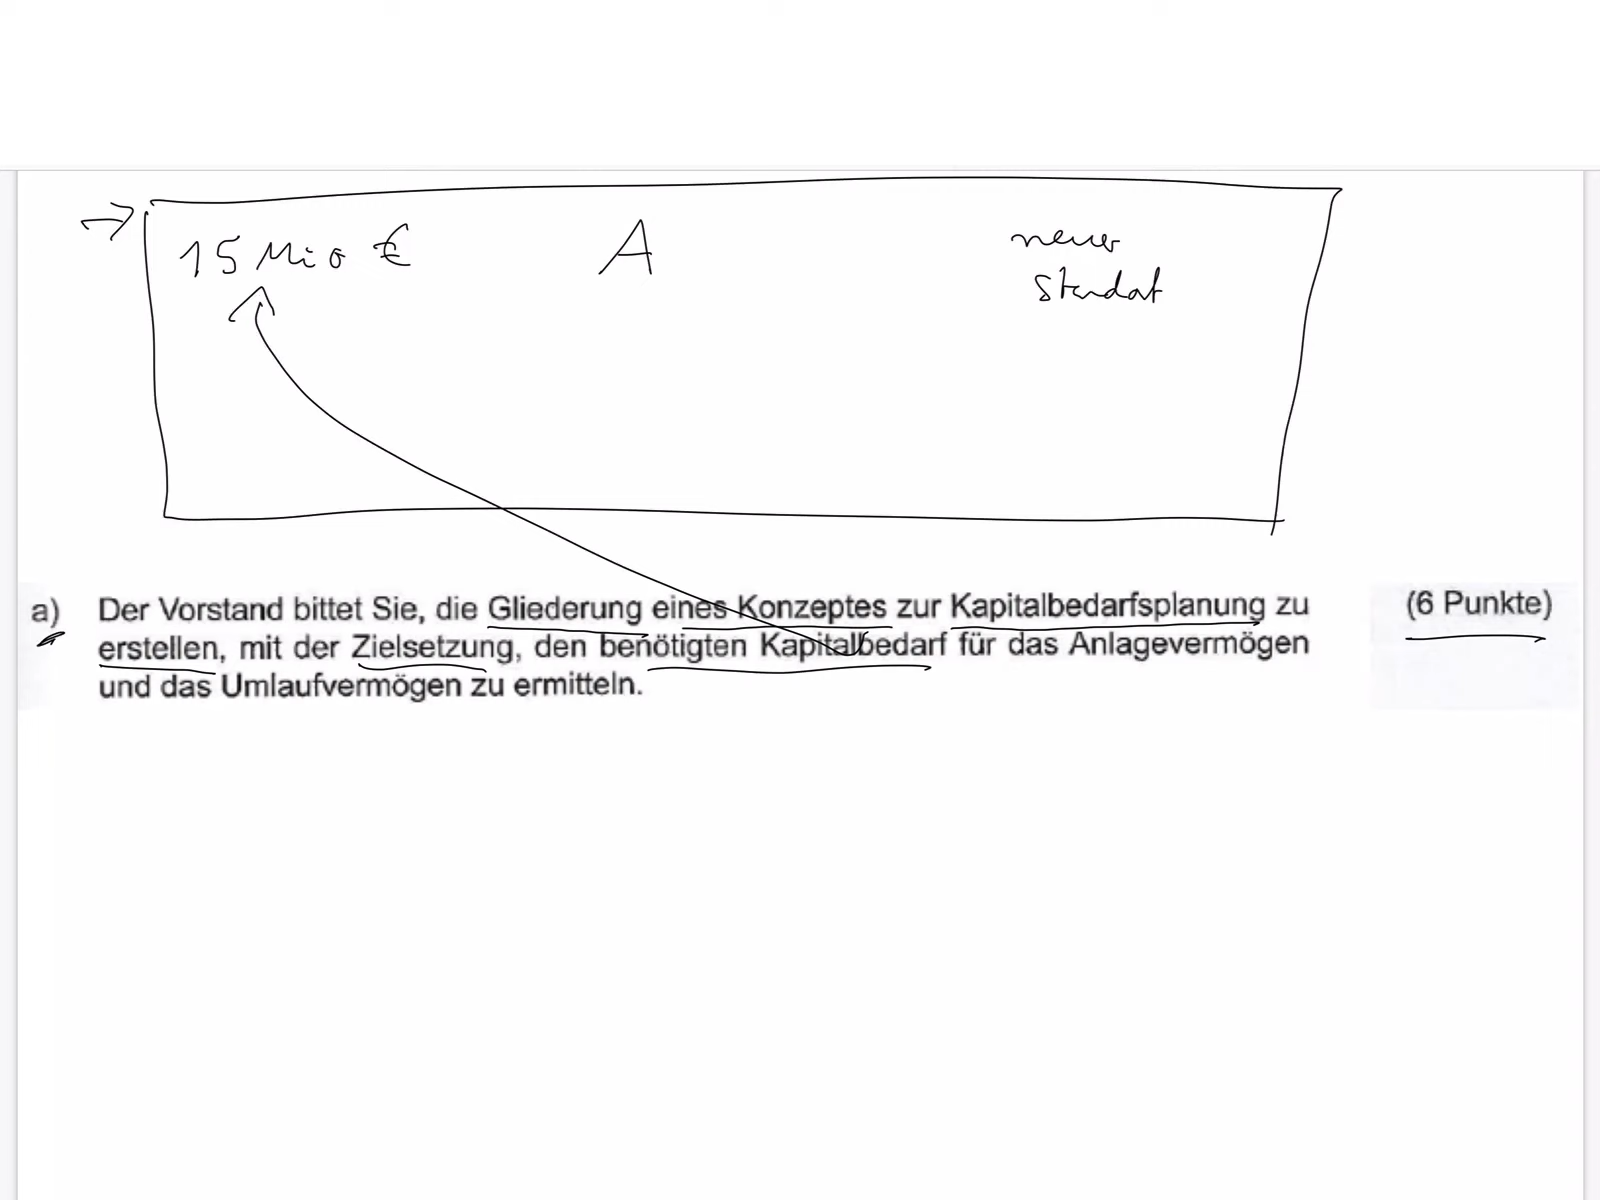 15 Mio € A neuer
Standort
a) Der Vorstand bittet Sie, die Gliederung eines Konzeptes zur Kapitalbedarfsplanung zu (6 Punkte)
erstellen, mit der Zielsetzung, den benötigten Kapitalbedarf für das Anlagevermögen
und das Umlaufvermögen zu ermitteln.